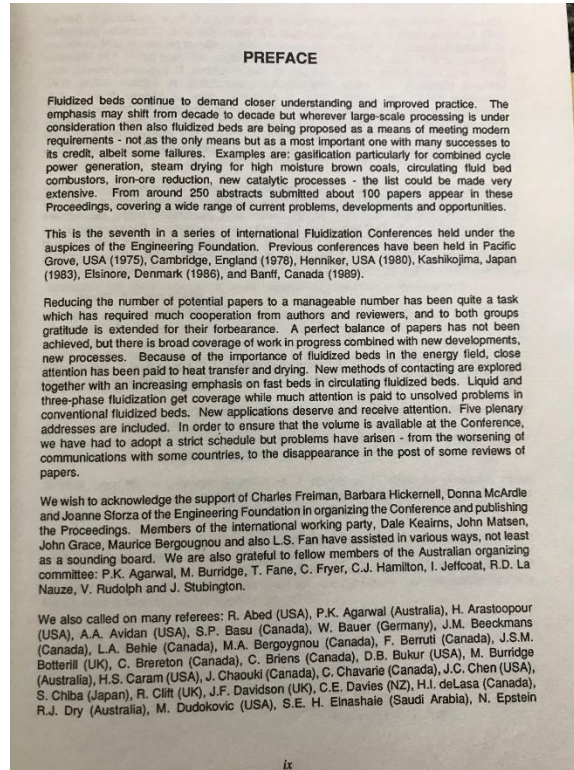 PREFACE
Fluidized beds continue to demand closer understanding and improved practice. The
emphasis may shift from decade to decade but wherever large-scale processing is under
consideration then also fluidized beds are being proposed as a means of meeting modern
requirements - not as the only means but as a most important one with many successes to
its credit, albeit some failures. Examples are: gasification particularly for combined cycle
power generation, steam drying for high moisture brown coals, circulating fluid bed
combustors, iron-ore reduction, new catalytic processes - the list could be made very
extensive. From around 250 abstracts submitted about 100 papers appear in these
Proceedings, covering a wide range of current problems, developments and opportunities.
This is the seventh in a series of international Fluidization Conferences held under the
auspices of the Engineering Foundation. Previous conferences have been held in Pacific
Grove, USA (1975), Cambridge, England (1978), Henniker, USA (1980), Kashikojima, Japan
(1983), Elsinore, Denmark (1986), and Banff, Canada (1989).
Reducing the number of potential papers to a manageable number has been quite a task
which has required much cooperation from authors and reviewers, and to both groups
gratitude is extended for their forbearance. A perfect balance of papers has not been
achieved, but there is broad coverage of work in progress combined with new developments,
new processes. Because of the importance of fluidized beds in the energy field, close
attention has been paid to heat transfer and drying. New methods of contacting are explored
together with an increasing emphasis on fast beds in circulating fluidized beds. Liquid and
three-phase fluidization get coverage while much attention is paid to unsolved problems in
conventional fluidized beds. New applications deserve and receive attention. Five plenary
addresses are included. In order to ensure that the volume is available at the Conference,
we have had to adopt a strict schedule but problems have arisen - from the worsening of
communications with some countries, to the disappearance in the post of some reviews of
papers.
We wish to acknowledge the support of Charles Freiman, Barbara Hickernell, Donna McArdle
and Joanne Sforza of the Engineering Foundation in organizing the Conference and publishing
the Proceedings. Members of the international working party, Dale Keairns, John Matsen,
John Grace, Maurice Bergougnou and also L.S. Fan have assisted in various ways, not least
as a sounding board. We are also grateful to fellow members of the Australian organizing
committee: P.K. Agarwal, M. Burridge, T. Fane, C. Fryer, C.J. Hamilton, I. Jeffcoat, R.D. La
Nauze, V. Rudolph and J. Stubington.
We also called on many referees: R. Abed (USA), P.K. Agarwal (Australia), H. Arastoopour
(USA), A.A. Avidan (USA), S.P. Basu (Canada), W. Bauer (Germany), J.M. Beeckmans
(Canada), L.A. Behie (Canada), M.A. Bergoygnou (Canada), F. Berruti (Canada), J.S.M.
Botterill (UK), C. Brereton (Canada), C. Briens (Canada), D.B. Bukur (USA), M. Burridge
(Australia), H.S. Caram (USA), J. Chaouki (Canada), C. Chavarie (Canada), J.C. Chen (USA),
S. Chiba (Japan), R. Clift (UK), J.F. Davidson (UK), C.E. Davies (NZ), H.I. deLasa (Canada),
R.J. Dry (Australia), M. Dudokovic (USA), S.E. H. Elnashaie (Saudi Arabia), N. Epstein
ix